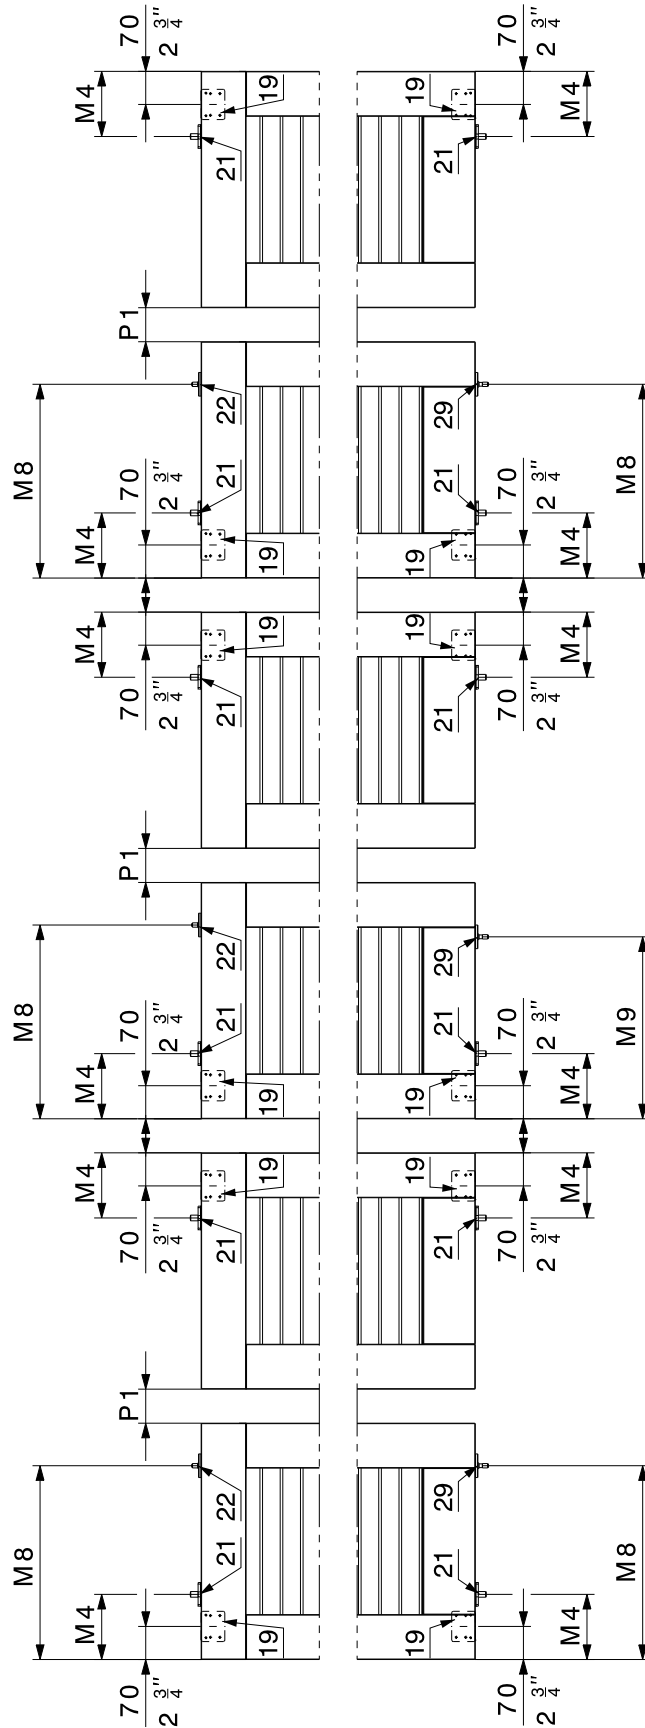 M8 M8 M8
M4 M4 M4 M4 M4 M4
70 P1 70 70 P1 70 70 P1 70
2 3/4" 2 3/4" 2 3/4" 2 3/4" 2 3/4" 2 3/4"
21 22 21 21 22 21 21 22 21
19 19 19 19 19 19
19 19 19 19 19 19
21 29 21 21 29 21 21 29 21
70 70 70 70 70 70
2 3/4" 2 3/4" 2 3/4" 2 3/4" 2 3/4" 2 3/4"
M4 M4 M4 M4 M4 M4
M8 M9 M8